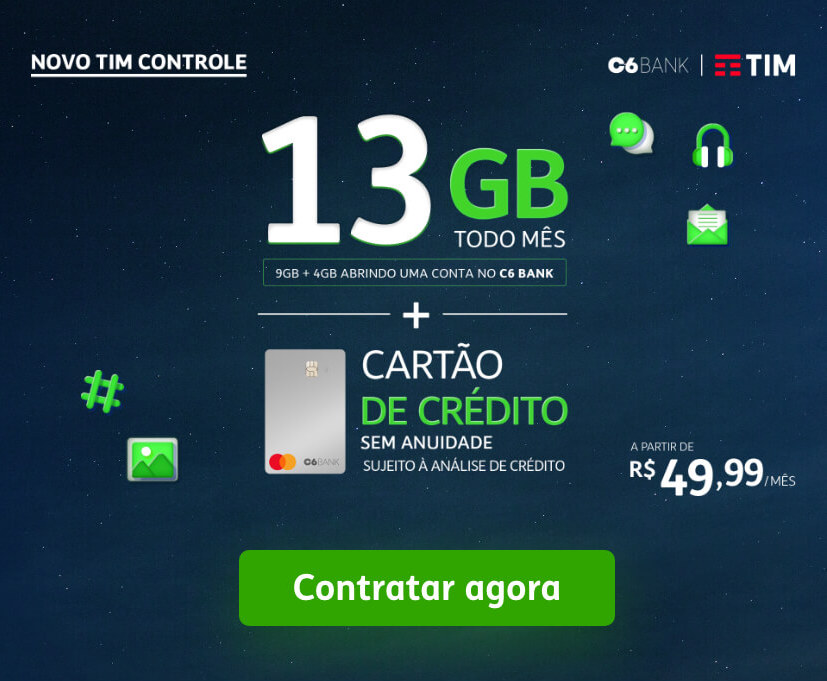 NOVO TIM CONTROLE
C6BANK | TIM
13 GB
TODO MÊS
9GB + 4GB ABRINDO UMA CONTA NO C6 BANK
+
CARTÃO
DE CRÉDITO
SEM ANUIDADE
SUJEITO À ANÁLISE DE CRÉDITO
C6BANK
A PARTIR DE
R$ 49,99/MÊS
Contratar agora